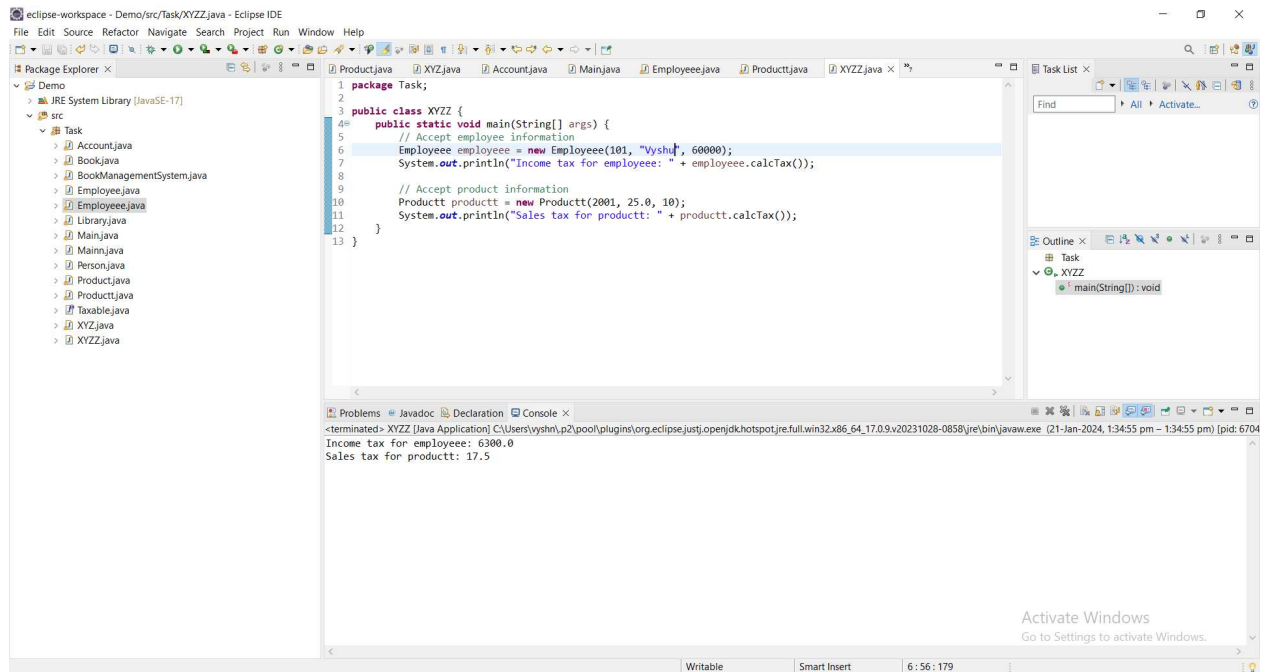 eclipse-workspace - Demo/src/Task/XYZZ.java - Eclipse IDE
File Edit Source Refactor Navigate Search Project Run Window Help
Package Explorer
Demo
JRE System Library [JavaSE-17]
src
Task
Account.java
Book.java
BookManagementSystem.java
Employee.java
Employeee.java
Library.java
Main.java
Mainn.java
Person.java
Product.java
Productt.java
Taxable.java
XYZ.java
XYZZ.java
Product.java XYZ.java Account.java Main.java Employeee.java Productt.java XYZZ.java
1 package Task;
2
3 public class XYZZ {
4 public static void main(String[] args) {
5 // Accept employee information
6 Employeee employeee = new Employeee(101, "Vyshu", 60000);
7 System.out.println("Income tax for employeee: " + employeee.calcTax());
8
9 // Accept product information
10 Productt productt = new Productt(2001, 25.0, 10);
11 System.out.println("Sales tax for productt: " + productt.calcTax());
12 }
13 }
Task List
Find All Activate...
Outline
Task
XYZZ
main(String[]) : void
Problems Javadoc Declaration Console
<terminated> XYZZ [Java Application] C:\Users\vyshn\.p2\pool\plugins\org.eclipse.justj.openjdk.hotspot.jre.full.win32.x86_64_17.0.9.v20231028-0858\jre\bin\javaw.exe (21-Jan-2024, 1:34:55 pm – 1:34:55 pm) [pid: 6704
Income tax for employeee: 6300.0
Sales tax for productt: 17.5
Activate Windows
Go to Settings to activate Windows.
Writable Smart Insert 6 : 56 : 179